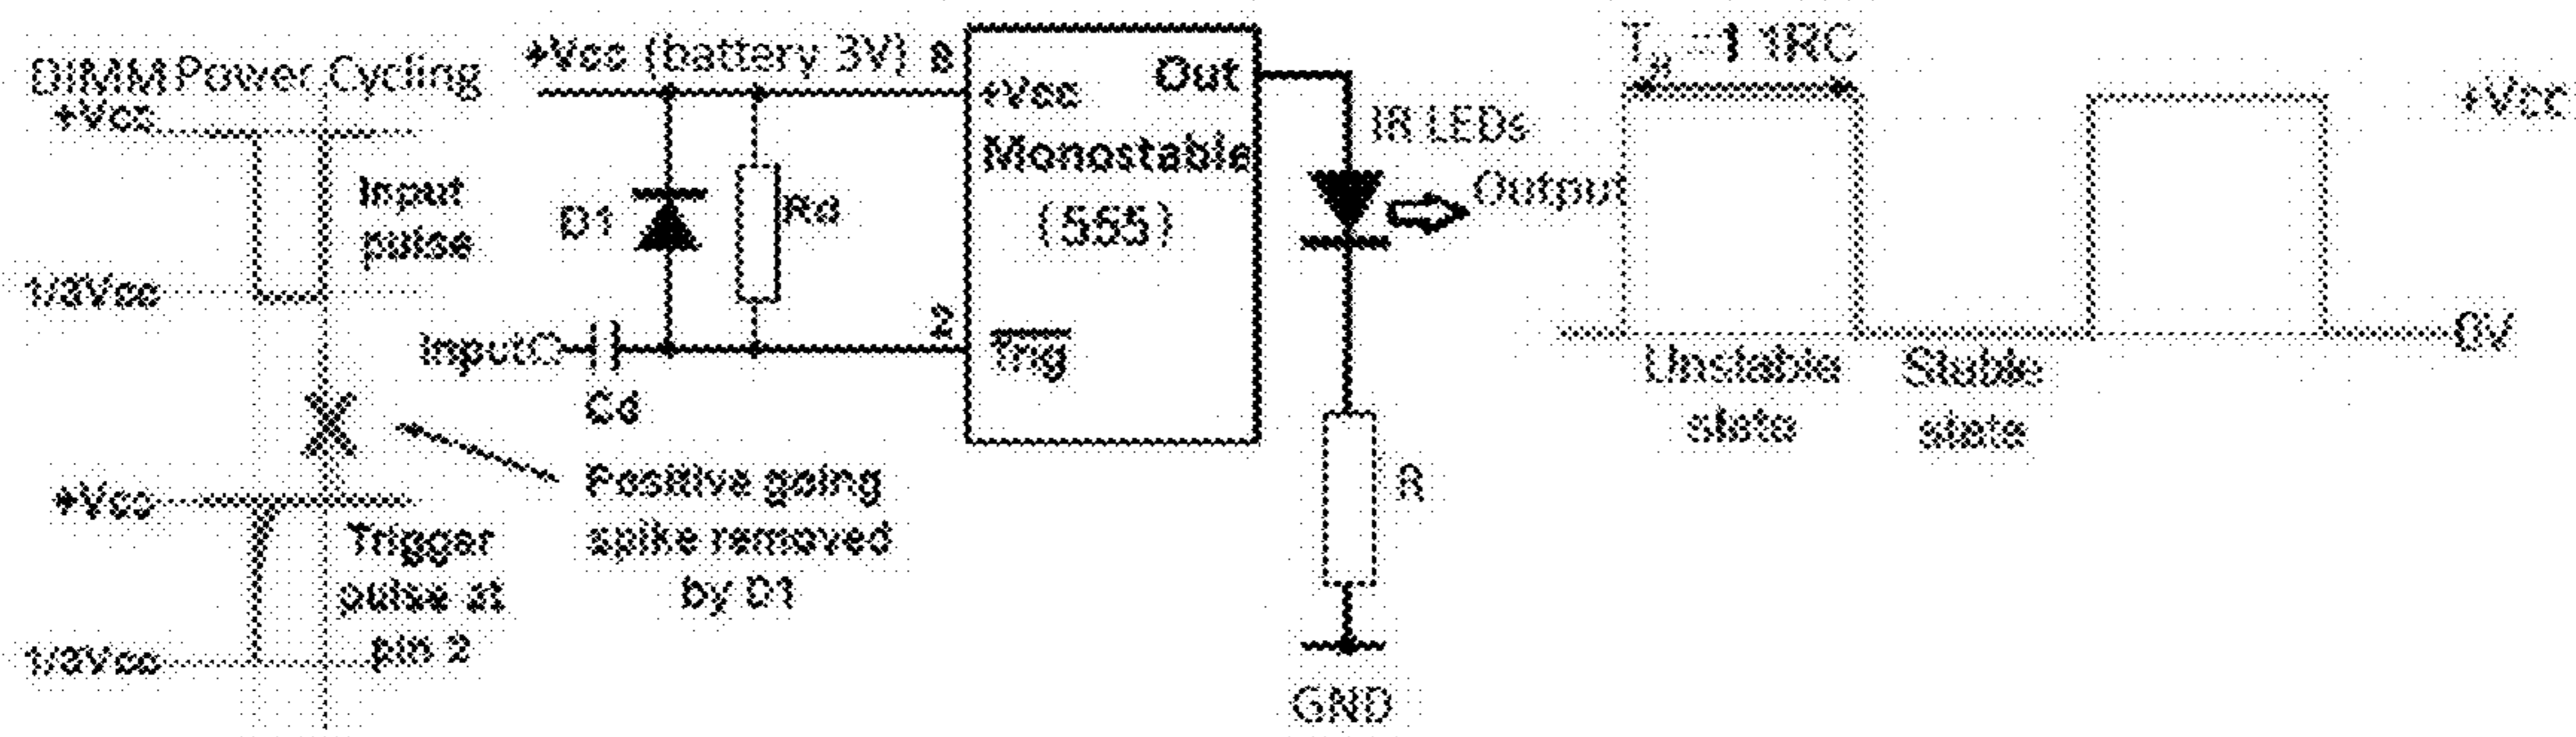 DIMM Power Cycling
+Vcc
Input
pulse
1/3Vcc
+Vcc
Trigger
pulse at
pin 2
1/3Vcc
Positive going
spike removed
by D1
+Vcc (battery 3V) 8
D1
Rd
Input
Cd
2
+Vcc
Out
Monostable
(555)
Trig
IR LEDs
Output
R
GND
1RC
+Vcc
0V
Unstable
state
Stable
state